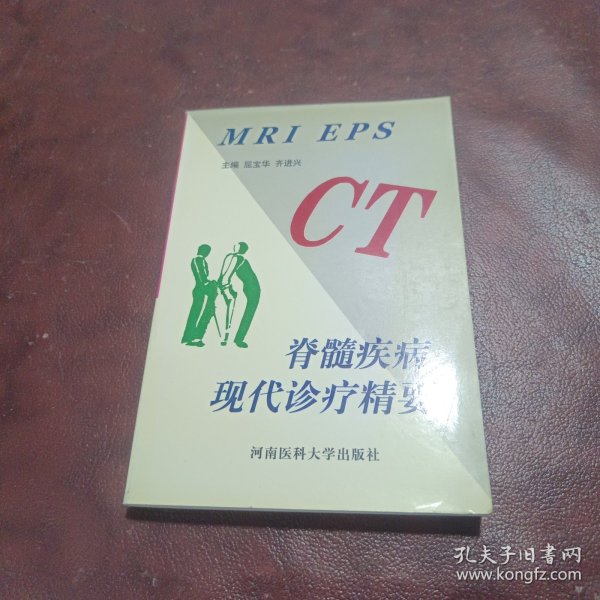 MRI EPS
主编 屈宝华 齐进兴
CT
脊髓疾病
现代诊疗精要
河南医科大学出版社
孔夫子旧书网
www.kongfz.com